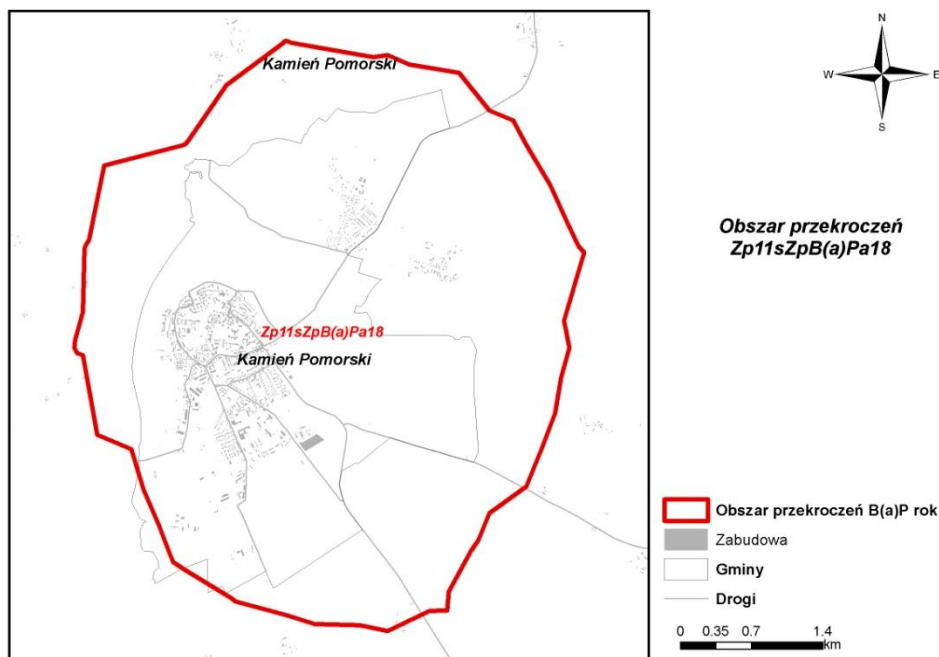 Kamień Pomorski
Zp11sZpB(a)Pa18
Kamień Pomorski
N
W E
S
Obszar przekroczeń
Zp11sZpB(a)Pa18
Obszar przekroczeń B(a)P rok
Zabudowa
Gminy
Drogi
0 0.35 0.7 1.4
km